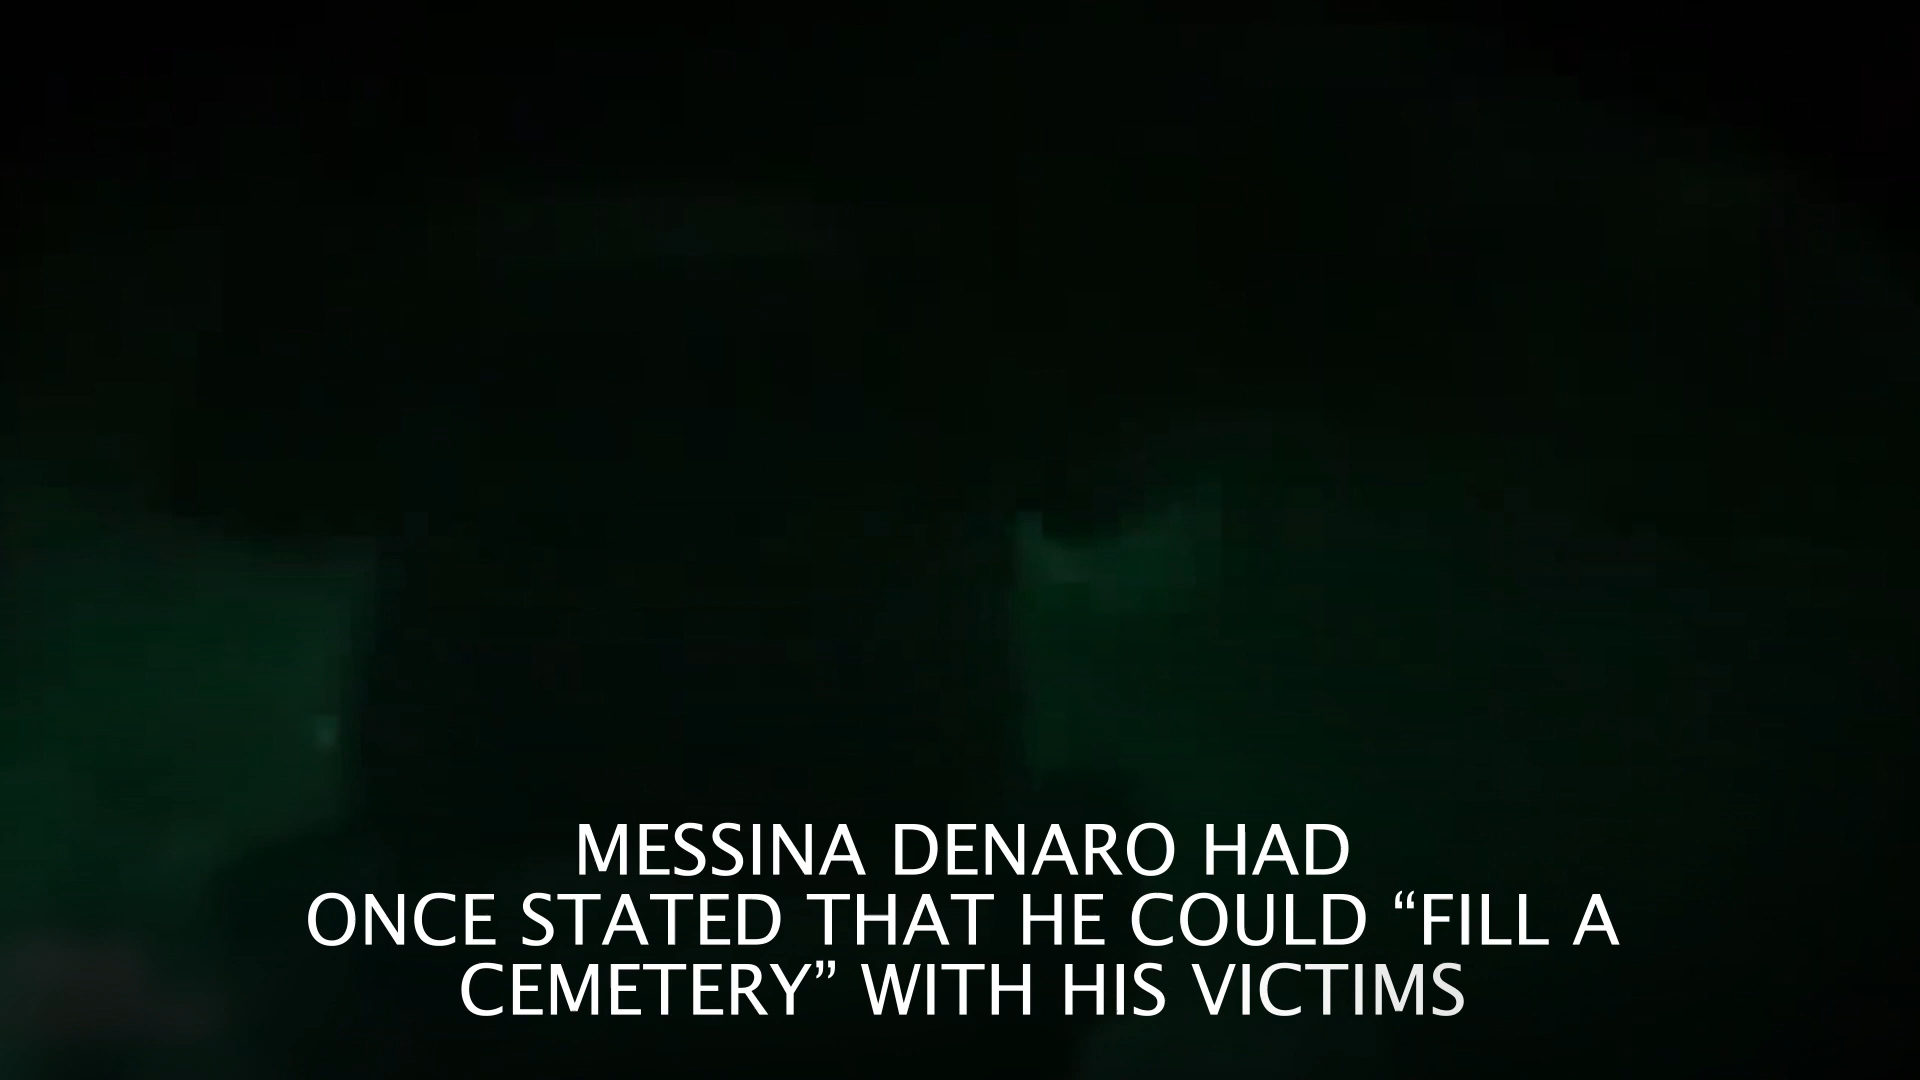 MESSINA DENARO HAD
ONCE STATED THAT HE COULD “FILL A
CEMETERY” WITH HIS VICTIMS